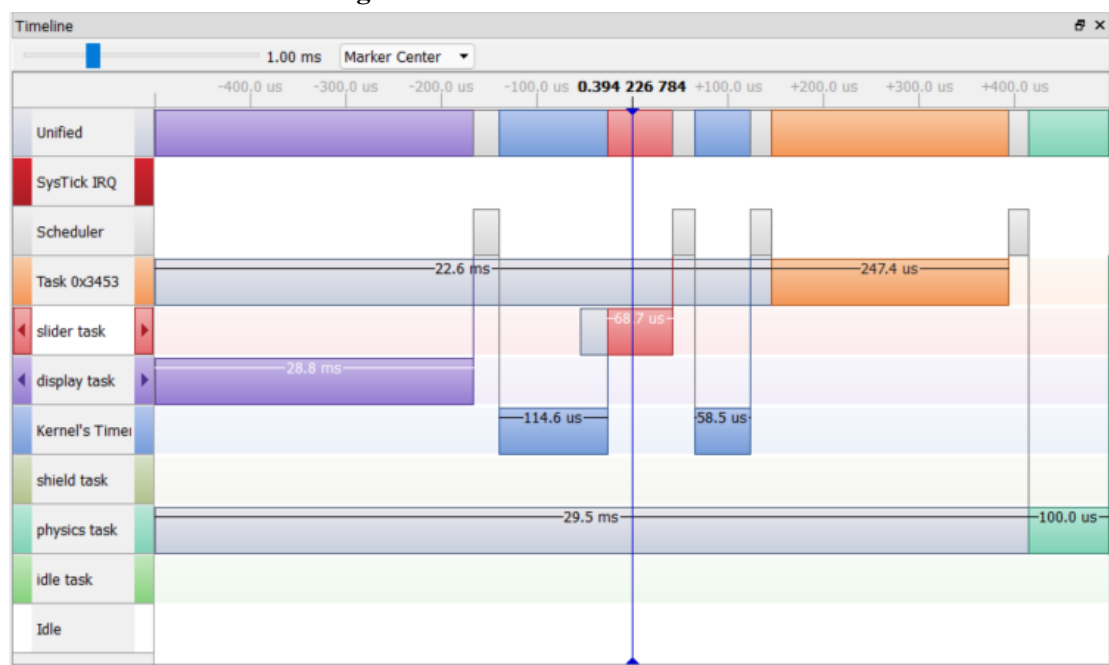 Timeline
1.00 ms Marker Center
-400.0 us -300.0 us -200.0 us -100.0 us 0.394 226 784 +100.0 us +200.0 us +300.0 us +400.0 us
Unified
SysTick IRQ
Scheduler
Task 0x3453 22.6 ms 247.4 us
slider task 68.7 us
display task 28.8 ms
Kernel's Timer 114.6 us 58.5 us
shield task
physics task 29.5 ms 100.0 us
idle task
Idle